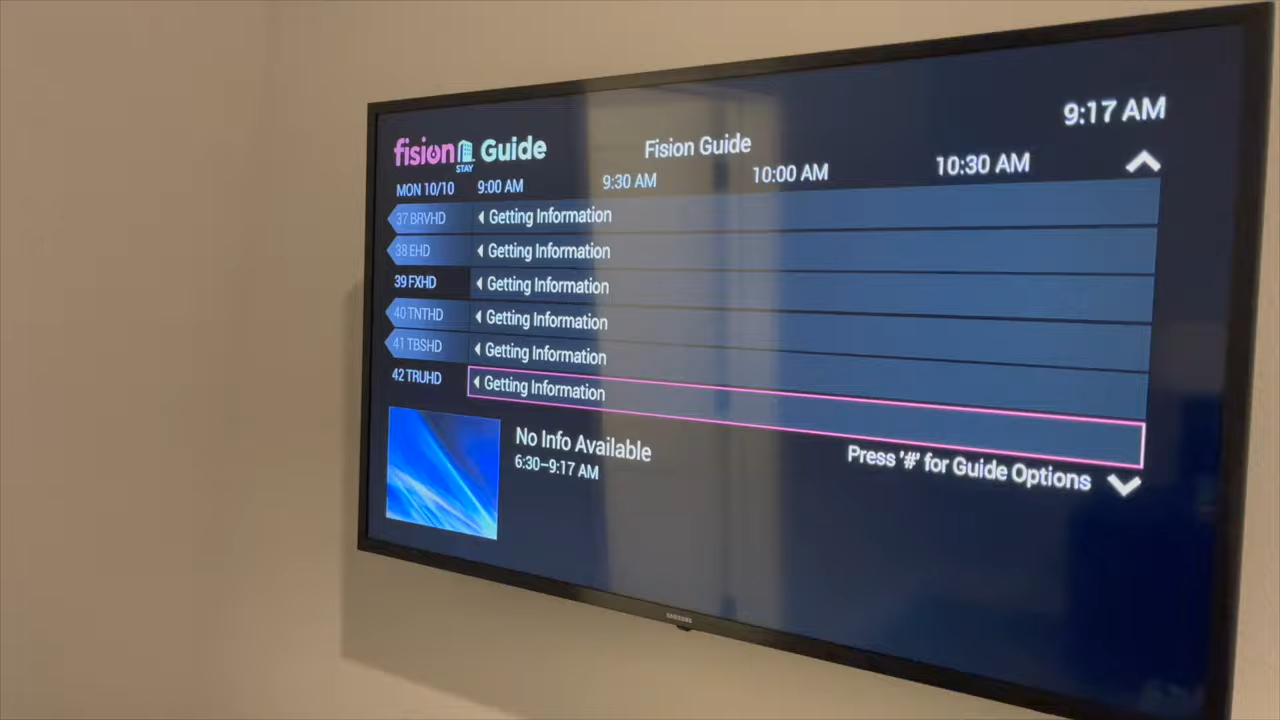 fision STAY Guide
Fision Guide
9:17 AM
MON 10/10 9:00 AM 9:30 AM 10:00 AM 10:30 AM
37 BRVHD Getting Information
38 EHD Getting Information
39 FXHD Getting Information
40 TNTHD Getting Information
41 TBSHD Getting Information
42 TRUHD Getting Information
No Info Available
6:30–9:17 AM
Press '#' for Guide Options
SAMSUNG